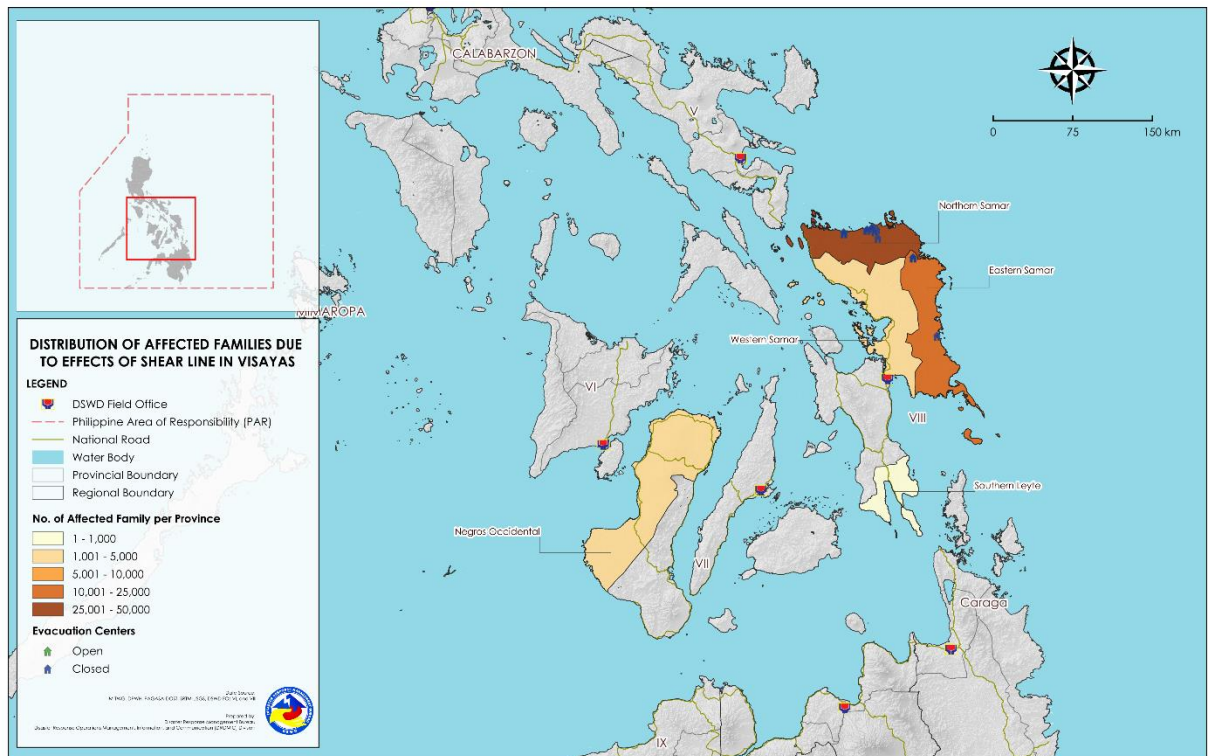 CALABARZON
V
0 75 150 km
Northern Samar
Eastern Samar
MIMAROPA
Western Samar
VI
VIII
Southern Leyte
Negros Occidental
VII
Caraga
IX
DISTRIBUTION OF AFFECTED FAMILIES DUE
TO EFFECTS OF SHEAR LINE IN VISAYAS
LEGEND
DSWD Field Office
Philippine Area of Responsibility (PAR)
National Road
Water Body
Provincial Boundary
Regional Boundary
No. of Affected Family per Province
1 - 1,000
1,001 - 5,000
5,001 - 10,000
10,001 - 25,000
25,001 - 50,000
Evacuation Centers
Open
Closed
Data Source:
Prepared by:
Disaster Response Management Bureau